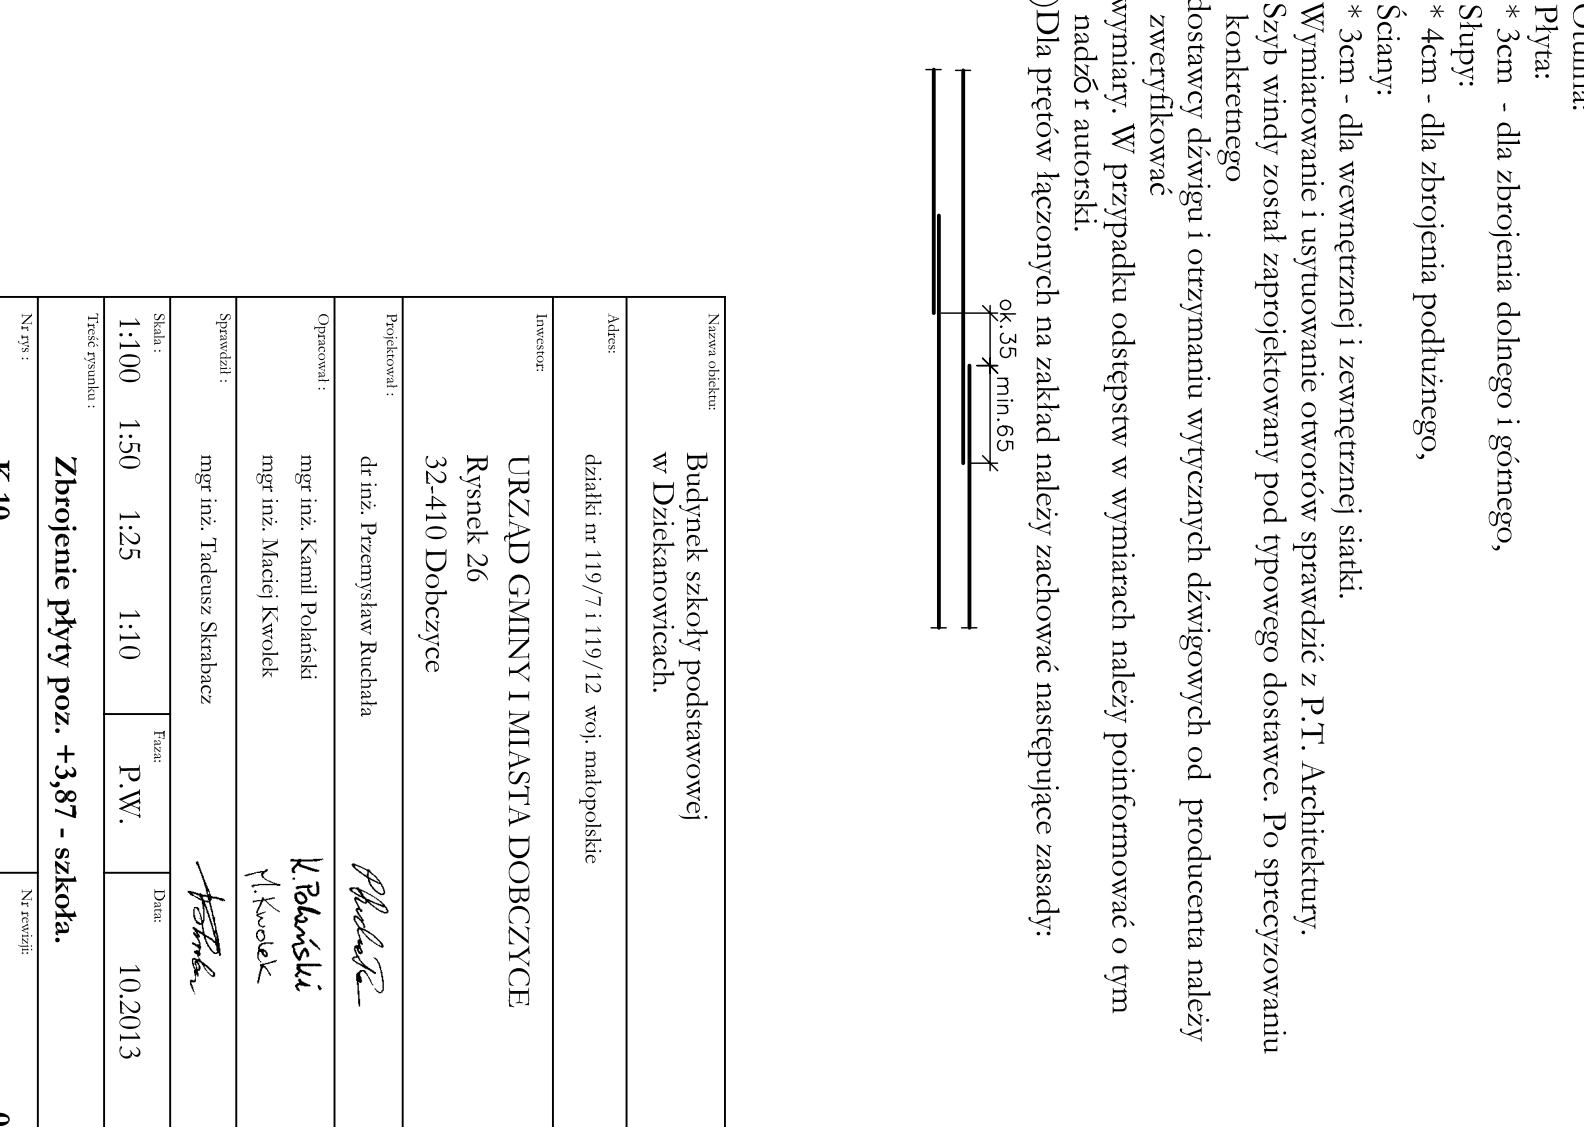 Otulina:
Płyta:
* 3cm - dla zbrojenia dolnego i górnego,
Słupy:
* 4cm - dla zbrojenia podłużnego,
Ściany:
* 3cm - dla wewnętrznej i zewnętrznej siatki.
Wymiarowanie i usytuowanie otworów sprawdzić z P.T. Architektury.
Szyb windy został zaprojektowany pod typowego dostawce. Po sprecyzowaniu
konkretnego
dostawcy dźwigu i otrzymaniu wytycznych dźwigowych od producenta należy
zweryfikować
wymiary. W przypadku odstępstw w wymiarach należy poinformować o tym
nadzór autorski.
)Dla prętów łączonych na zakład należy zachować następujące zasady:
ok.35 min.65
Nazwa obiektu:
Budynek szkoły podstawowej
w Dziekanowicach.
Adres:
działki nr 119/7 i 119/12 woj. małopolskie
Inwestor:
URZĄD GMINY I MIASTA DOBCZYCE
Rysnek 26
32-410 Dobczyce
Projektował :
dr inż. Przemysław Ruchała
Opracował :
mgr inż. Kamil Polański K. Polański
mgr inż. Maciej Kwolek M. Kwolek
Sprawdził :
mgr inż. Tadeusz Skrabacz
Skala : Faza: Data:
1:100 1:50 1:25 1:10 P.W. 10.2013
Treść rysunku :
Zbrojenie płyty poz. +3,87 - szkoła.
Nr rys : Nr rewizji: